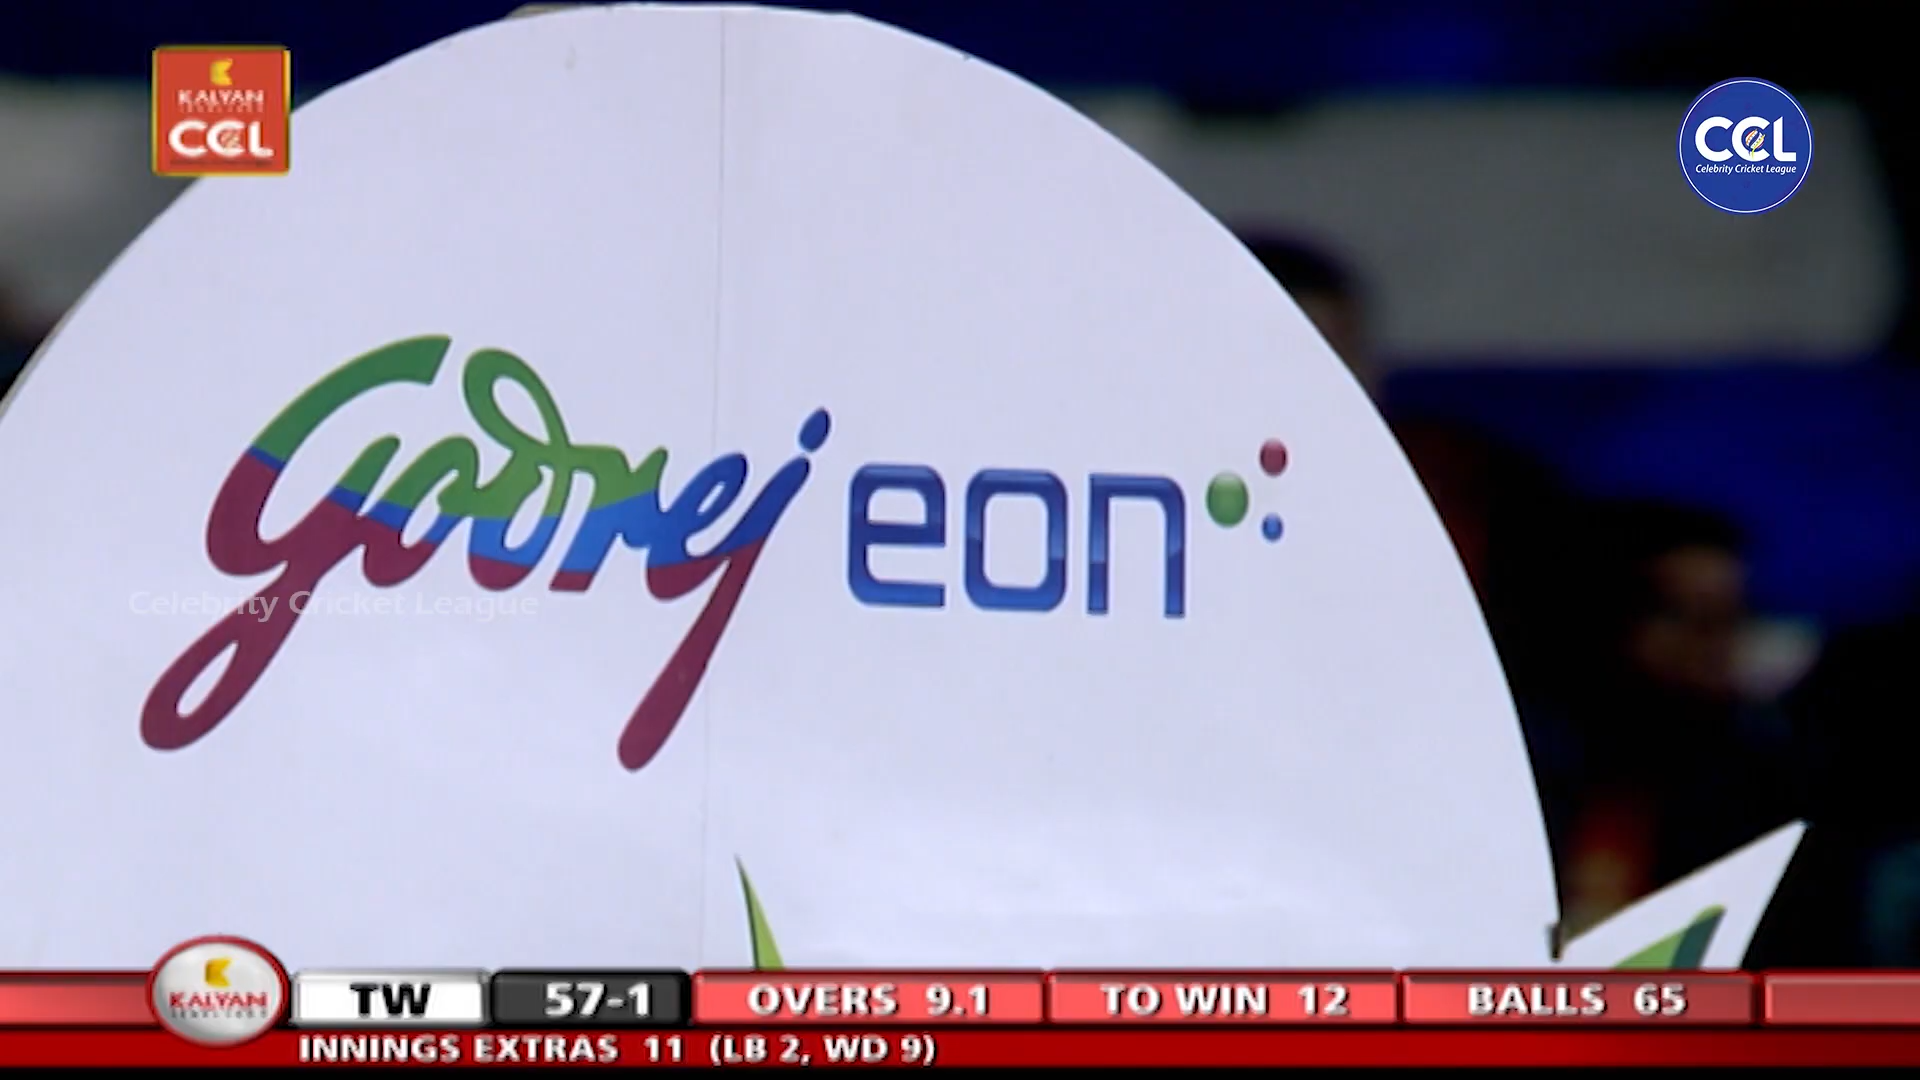 KALYAN
CCL
CCL
Celebrity Cricket League
Godrej eon
Celebrity Cricket League
KALYAN
TW 57-1 OVERS 9.1 TO WIN 12 BALLS 65
INNINGS EXTRAS 11 (LB 2, WD 9)